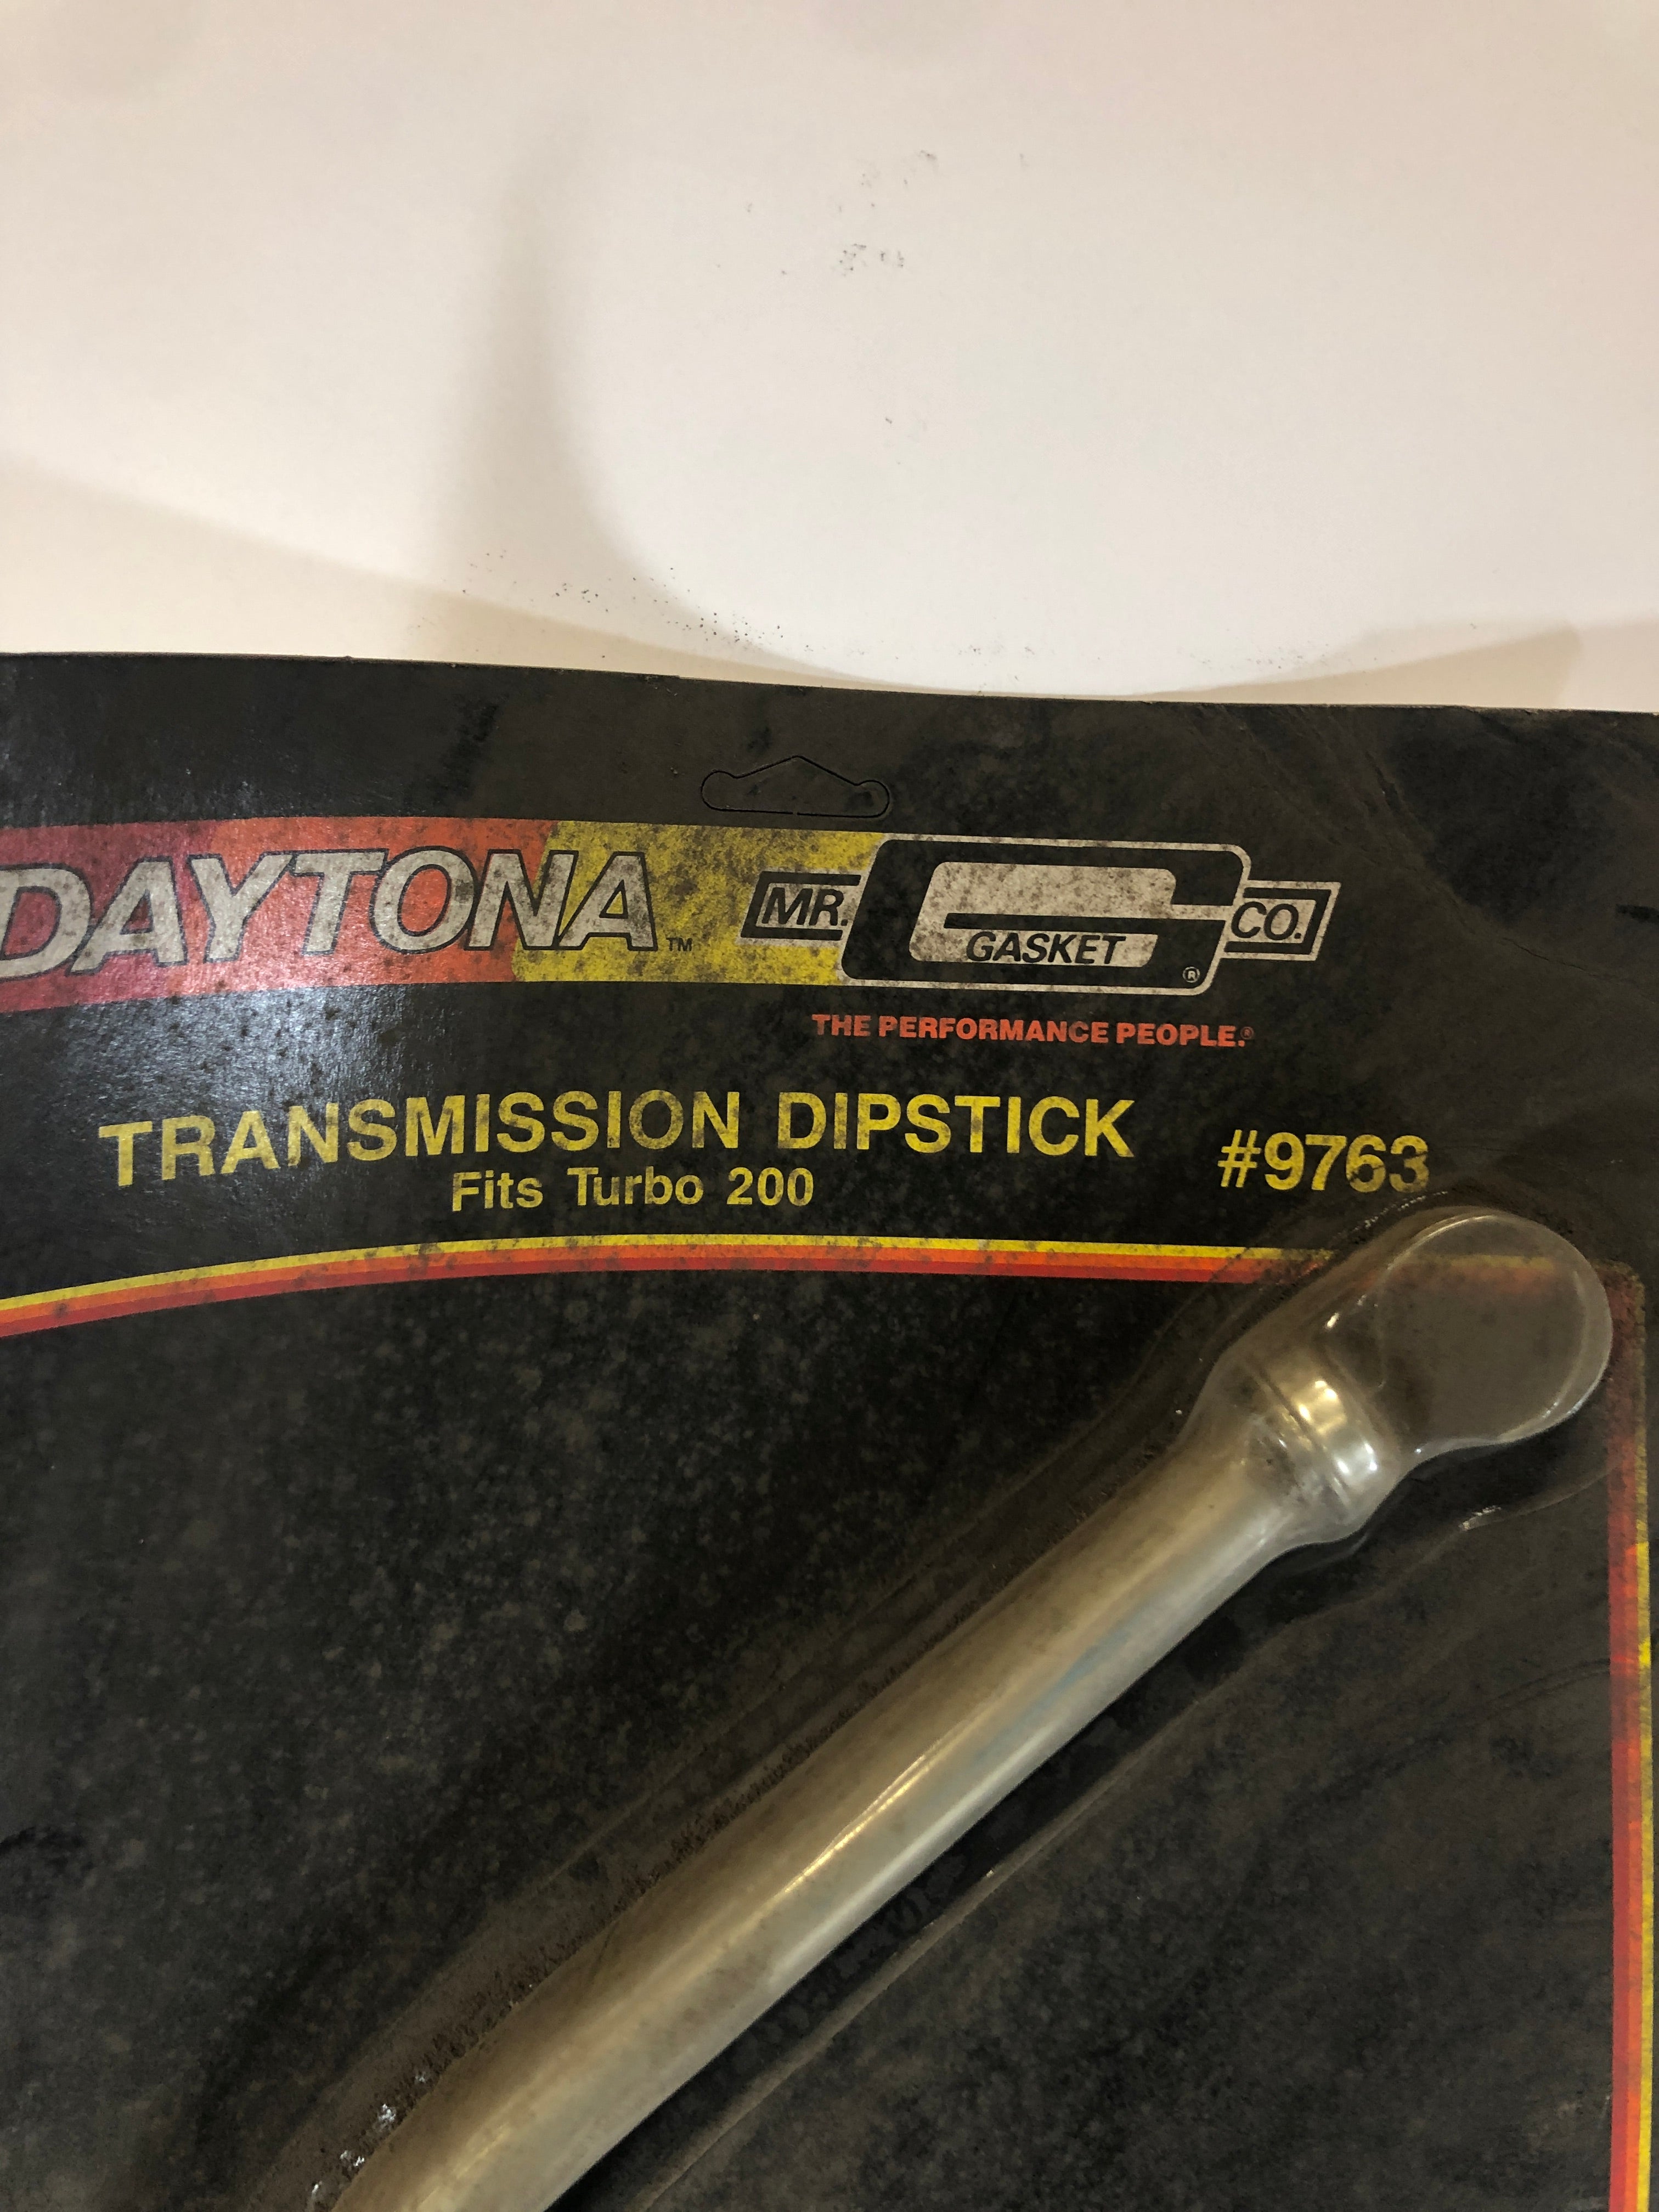 DAYTONA™ MR. GASKET® CO.
THE PERFORMANCE PEOPLE.®
TRANSMISSION DIPSTICK #9763
Fits Turbo 200